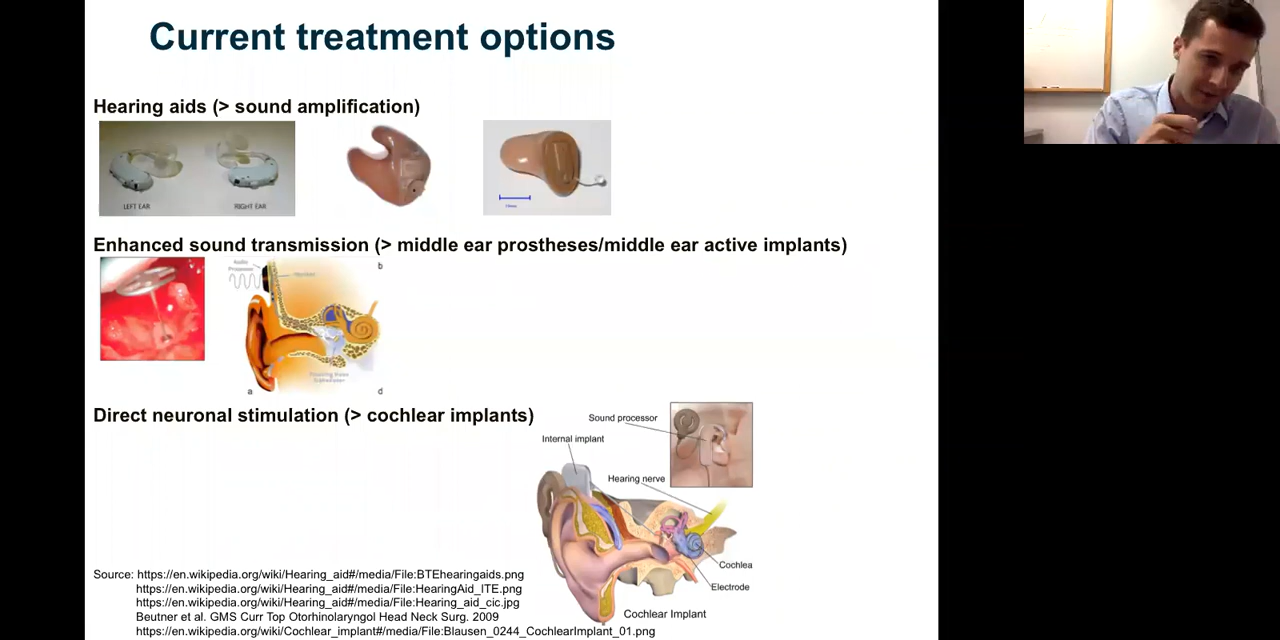 Current treatment options
Hearing aids (> sound amplification)
LEFT EAR
RIGHT EAR
Enhanced sound transmission (> middle ear prostheses/middle ear active implants)
Audio
b
a
d
Direct neuronal stimulation (> cochlear implants)
Sound processor
Internal implant
Hearing nerve
Cochlea
Electrode
Cochlear Implant
Source: https://en.wikipedia.org/wiki/Hearing_aid#/media/File:BTEhearingaids.png
https://en.wikipedia.org/wiki/Hearing_aid#/media/File:HearingAid_ITE.png
https://en.wikipedia.org/wiki/Hearing_aid#/media/File:Hearing_aid_cic.jpg
Beutner et al. GMS Curr Top Otorhinolaryngol Head Neck Surg. 2009
https://en.wikipedia.org/wiki/Cochlear_implant#/media/File:Blausen_0244_CochlearImplant_01.png